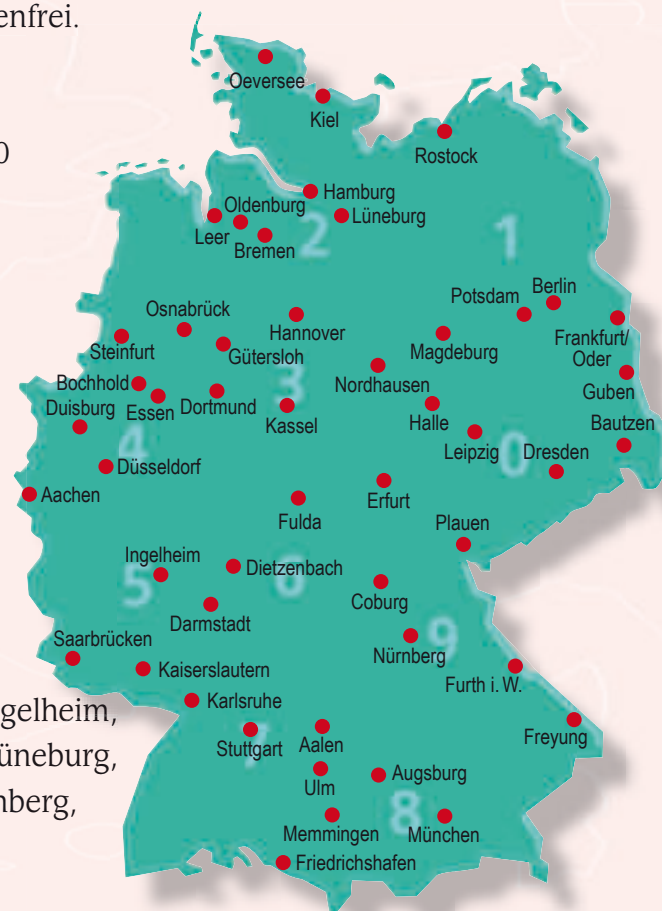 enfrei.
Oeversee
Kiel
0
Rostock
Hamburg
Oldenburg
Lüneburg
Leer
2
1
Bremen
Berlin
Potsdam
Osnabrück
Hannover
Steinfurt
Gütersloh
Magdeburg
Frankfurt/
Oder
Bochhold
3
Nordhausen
Guben
Duisburg
Essen
Dortmund
Kassel
Halle
Bautzen
4
Leipzig
0
Dresden
Düsseldorf
Aachen
Erfurt
Fulda
Plauen
Ingelheim
Dietzenbach
5
6
Coburg
Darmstadt
9
Saarbrücken
Nürnberg
Kaiserslautern
Furth i. W.
gelheim,
Karlsruhe
Stuttgart
Aalen
Freyung
üneburg,
7
Ulm
Augsburg
nberg,
8
Memmingen
München
Friedrichshafen